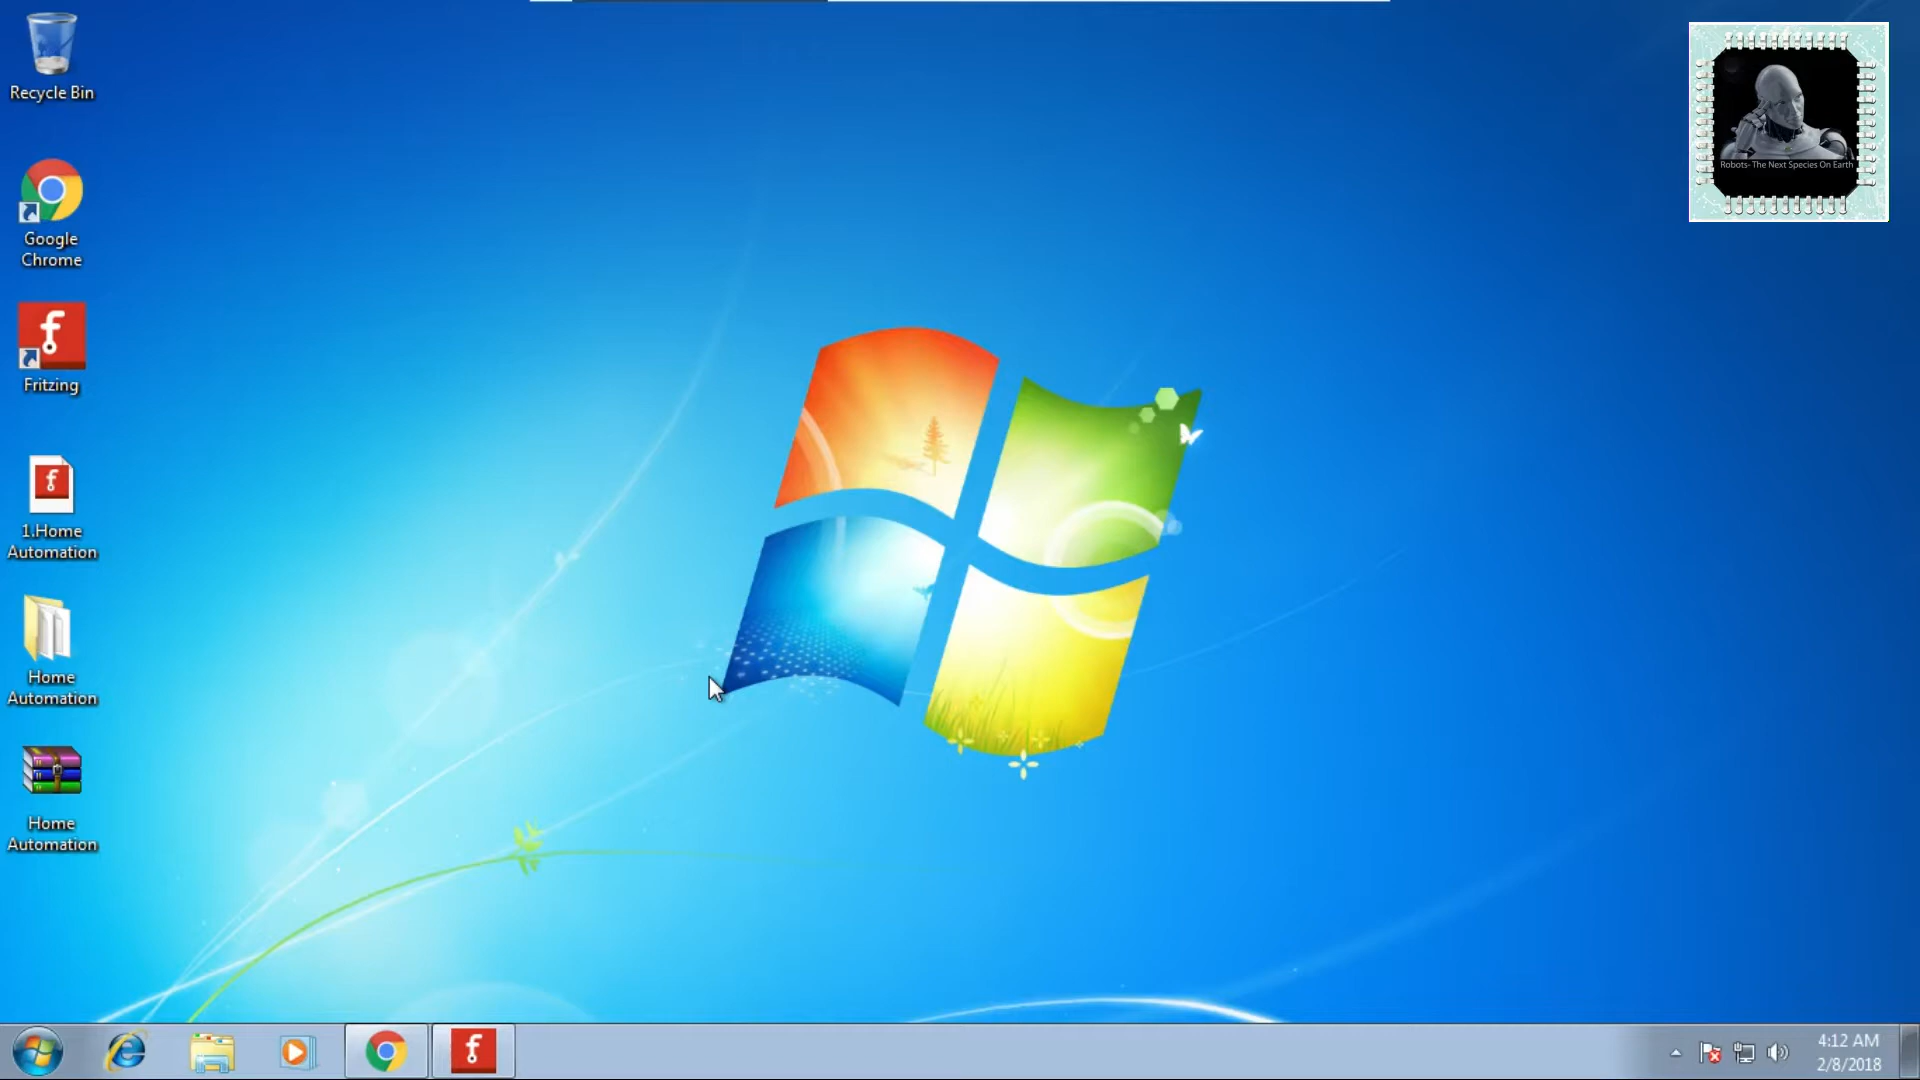 Recycle Bin
Google
Chrome
Fritzing
1.Home
Automation
Home
Automation
Home
Automation
Robots- The Next Species On Earth
4:12 AM
2/8/2018